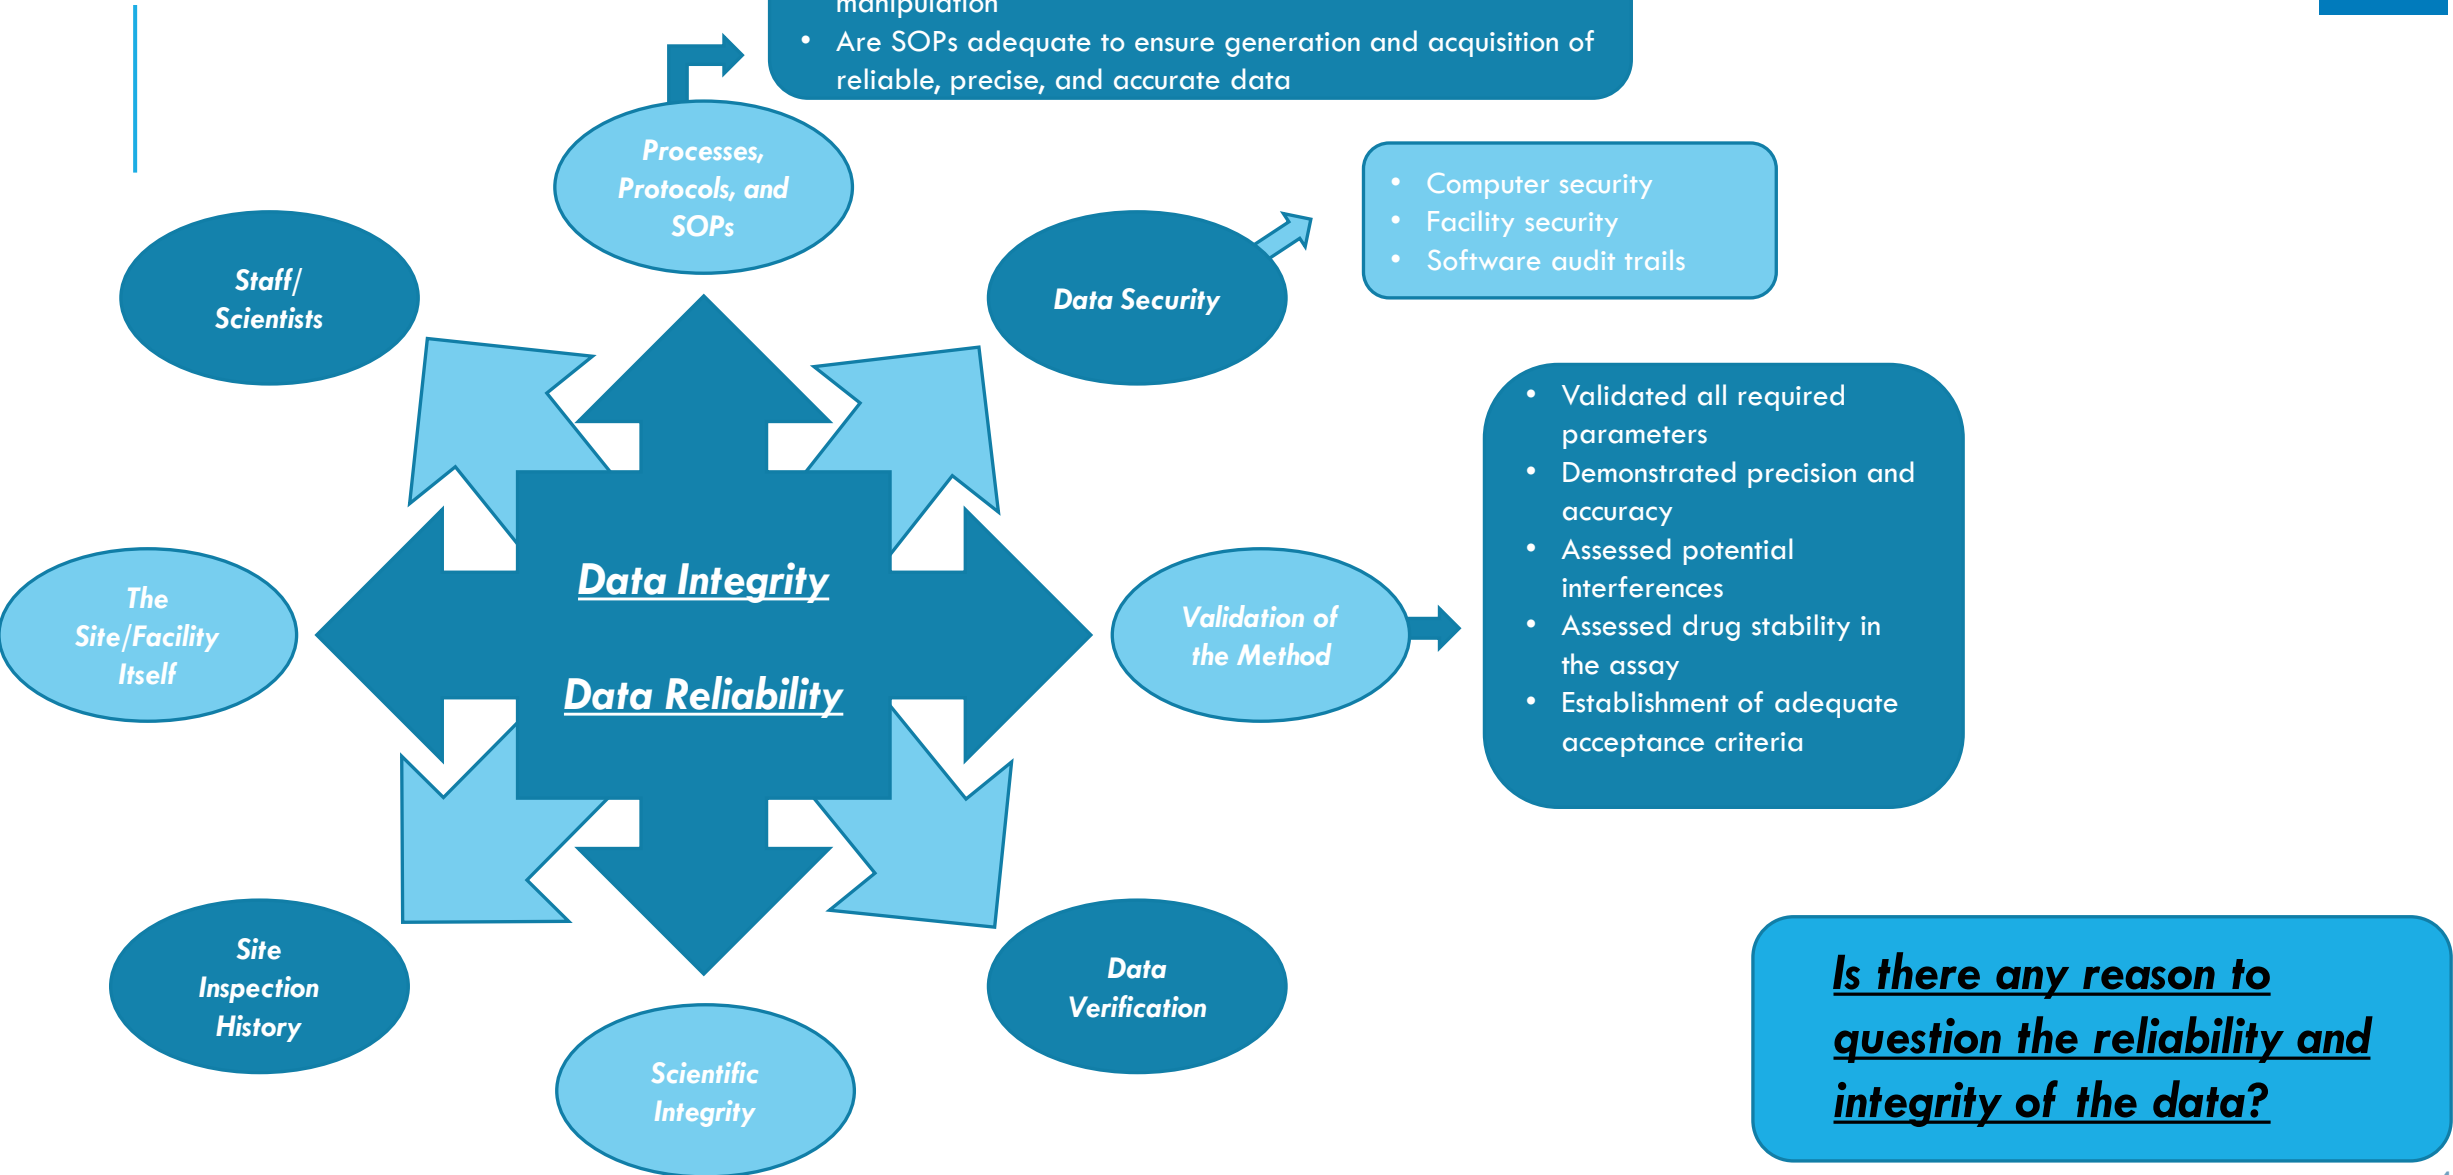 manipulation
• Are SOPs adequate to ensure generation and acquisition of
reliable, precise, and accurate data
Processes,
Protocols, and
SOPs
• Computer security
• Facility security
• Software audit trails
Staff/
Scientists
Data Security
• Validated all required
parameters
• Demonstrated precision and
accuracy
• Assessed potential
interferences
• Assessed drug stability in
the assay
• Establishment of adequate
acceptance criteria
Data Integrity
Data Reliability
The
Site/Facility
Itself
Validation of
the Method
Site
Inspection
History
Data
Verification
Scientific
Integrity
Is there any reason to
question the reliability and
integrity of the data?